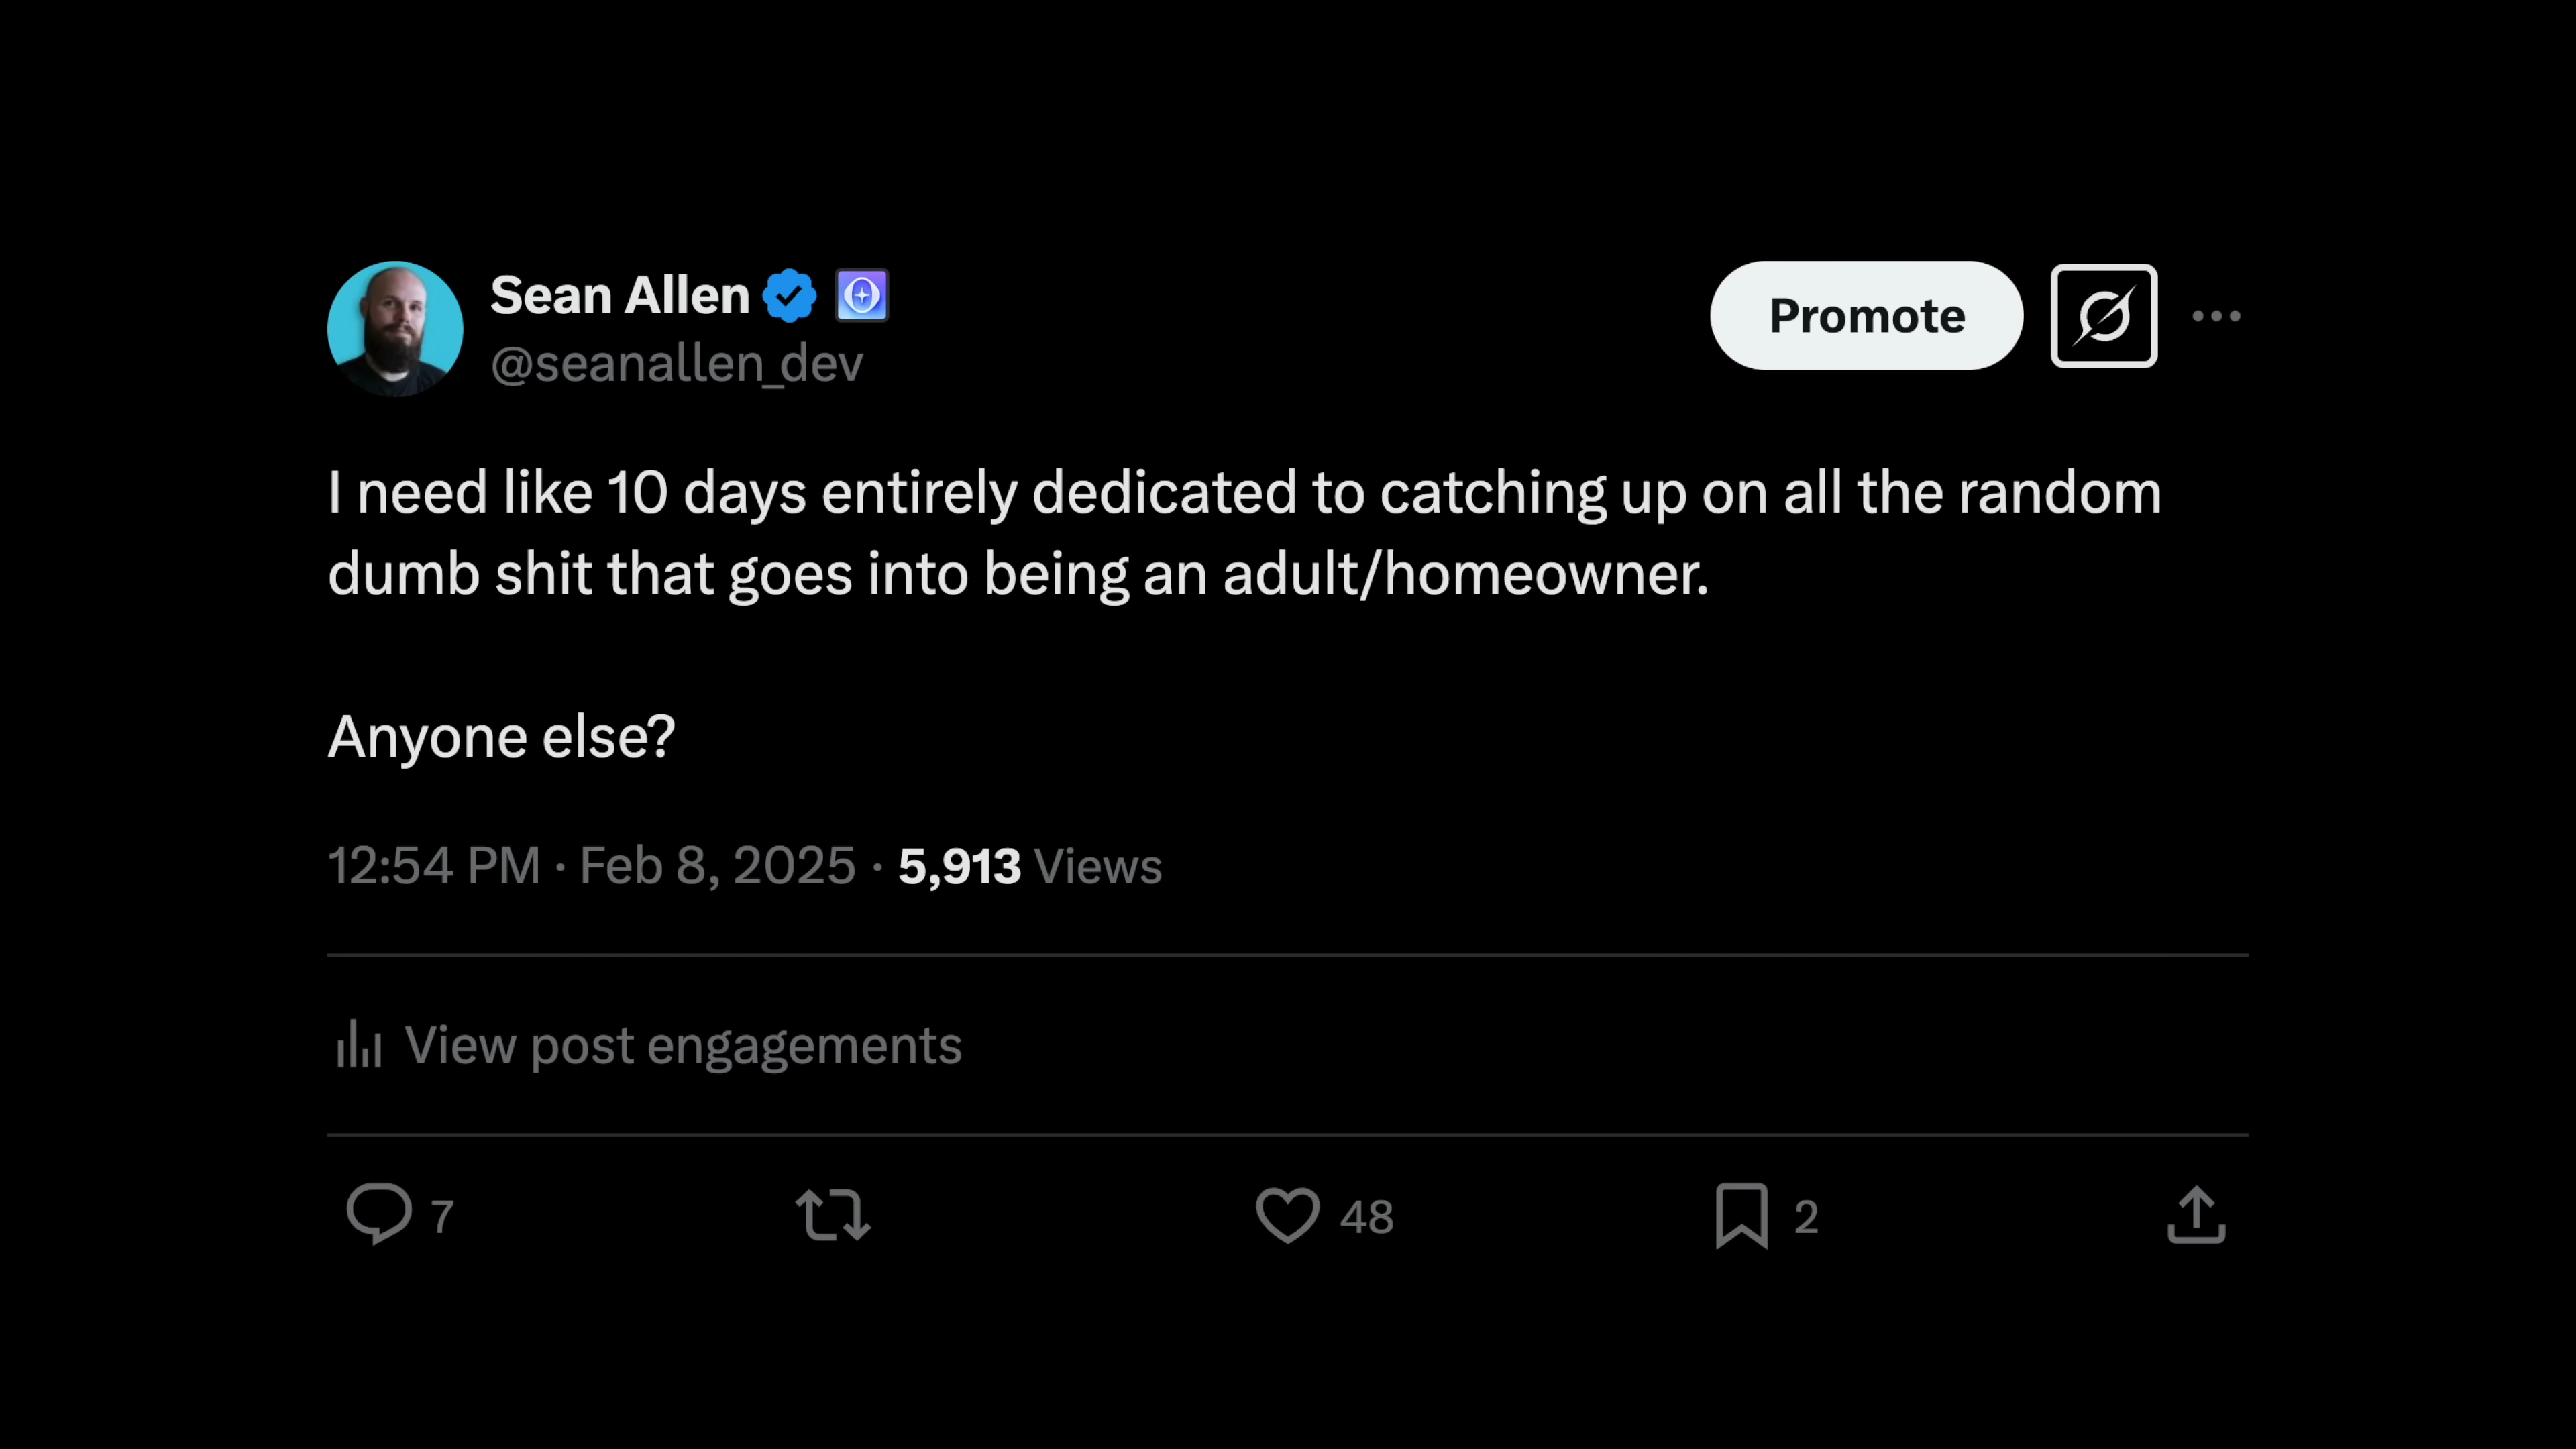 Sean Allen
@seanallen_dev
Promote
I need like 10 days entirely dedicated to catching up on all the random
dumb shit that goes into being an adult/homeowner.
Anyone else?
12:54 PM · Feb 8, 2025 · 5,913 Views
View post engagements
7
48
2